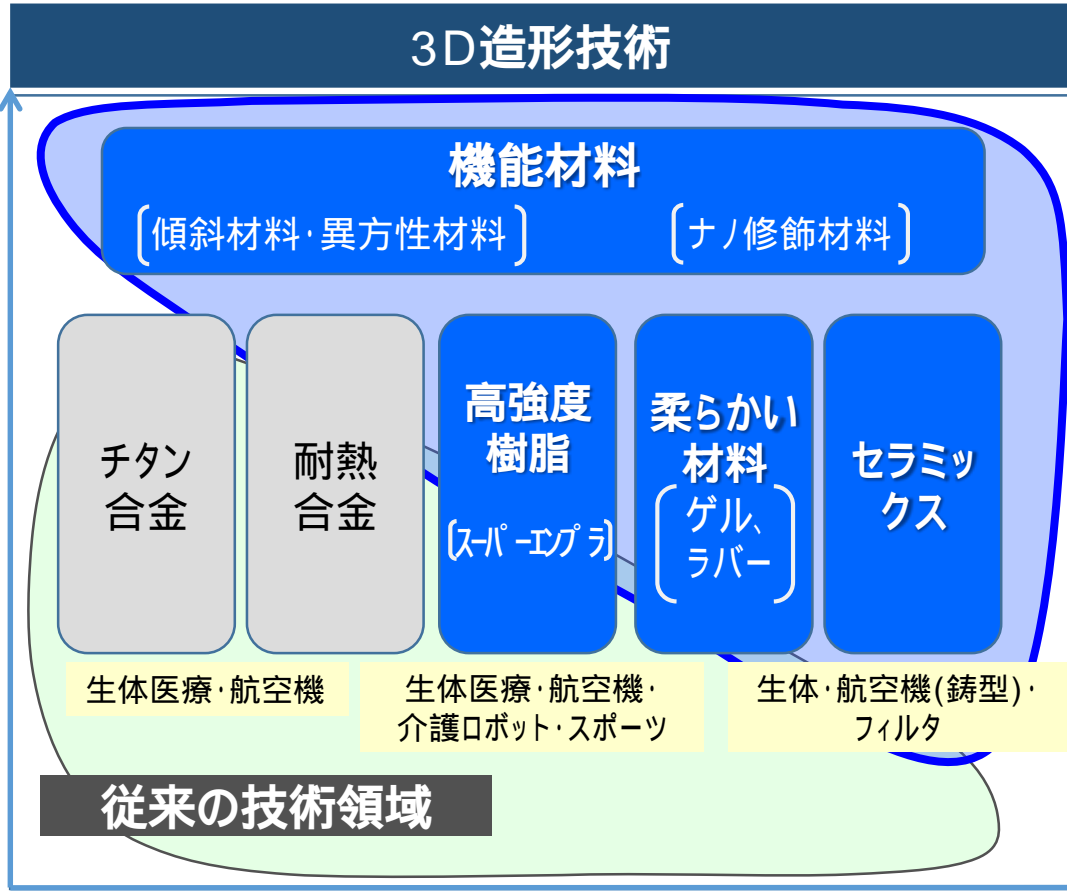 3D造形技術
機能材料
〔傾斜材料･異方性材料〕
〔ナノ修飾材料〕
チタン
合金
耐熱
合金
高強度
樹脂
〔スーパーエンプラ〕
柔らかい
材料
ゲル、
ラバー
セラミッ
クス
生体医療･航空機
生体医療･航空機･
介護ロボット･スポーツ
生体･航空機(鋳型)･
フィルタ
従来の技術領域